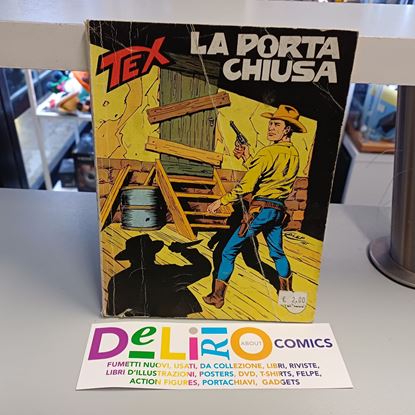 TEX
LA PORTA
CHIUSA
€ 2,00
DeLiRiO ABOUT COMICS
FUMETTI NUOVI, USATI, DA COLLEZIONE, LIBRI, RIVISTE,
LIBRI D'ILLUSTRAZIONI, POSTERS, DVD, T-SHIRTS, FELPE,
ACTION FIGURES, PORTACHIAVI, GADGETS